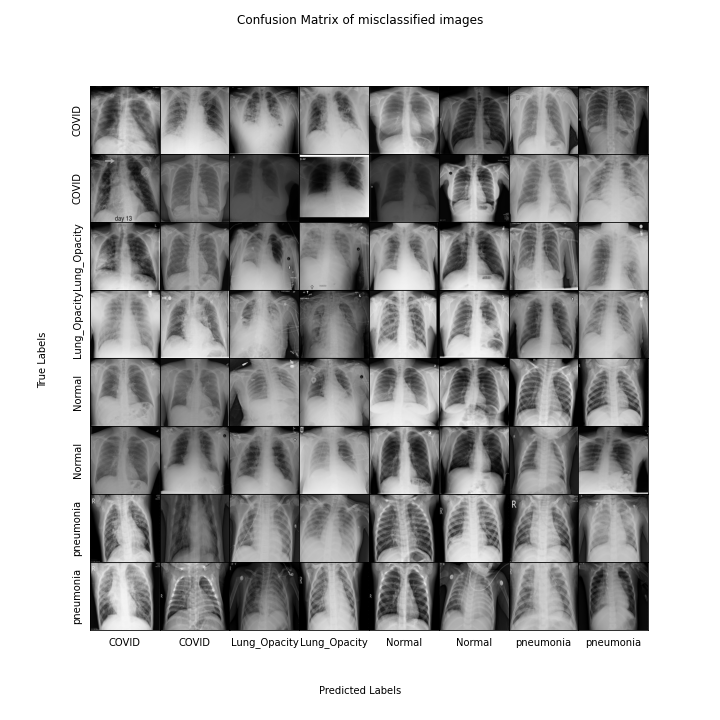 Confusion Matrix of misclassified images
COVID
COVID
day 13
Lung_Opacity
Lung_Opacity
True Labels
Normal
Normal
pneumonia
R
pneumonia
COVID COVID Lung_Opacity Lung_Opacity Normal Normal pneumonia pneumonia
Predicted Labels